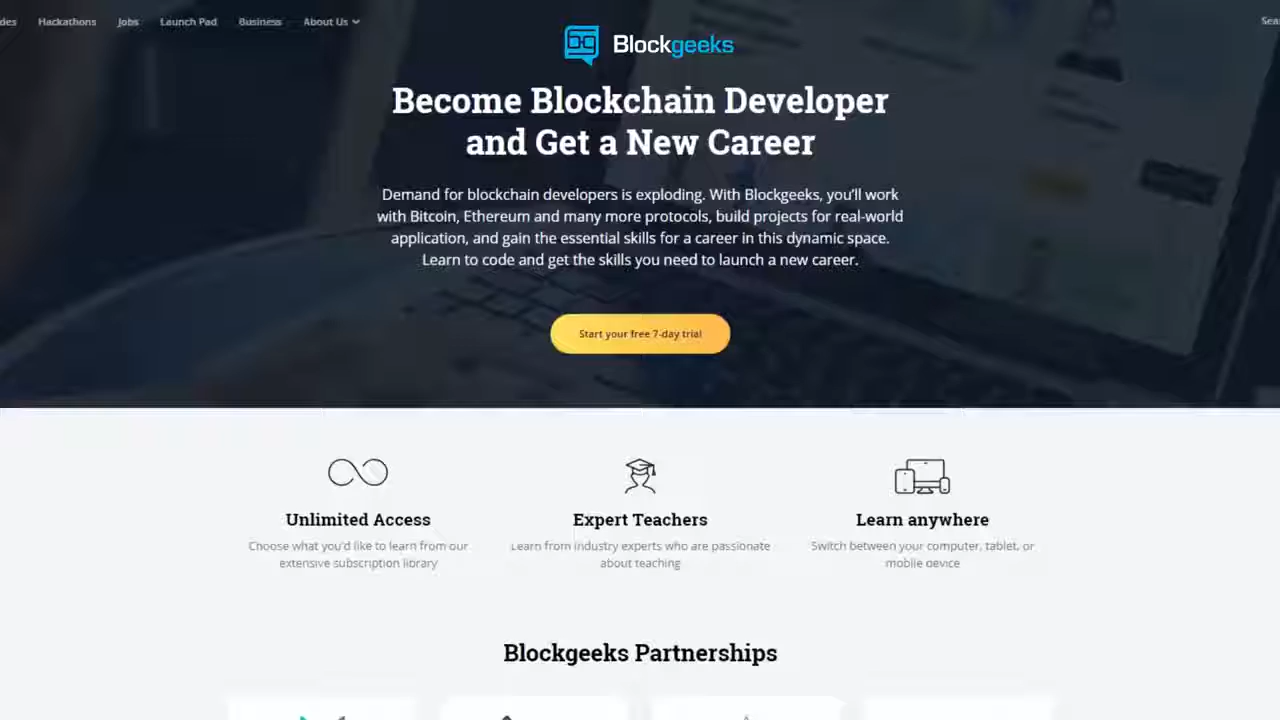 Hackathons Jobs Launch Pad Business About Us
Blockgeeks
Become Blockchain Developer
and Get a New Career
Demand for blockchain developers is exploding. With Blockgeeks, you'll work
with Bitcoin, Ethereum and many more protocols, build projects for real-world
application, and gain the essential skills for a career in this dynamic space.
Learn to code and get the skills you need to launch a new career.
Start your free 7-day trial
Unlimited Access
Choose what you'd like to learn from our
extensive subscription library
Expert Teachers
Learn from industry experts who are passionate
about teaching
Learn anywhere
Switch between your computer, tablet, or
mobile device
Blockgeeks Partnerships